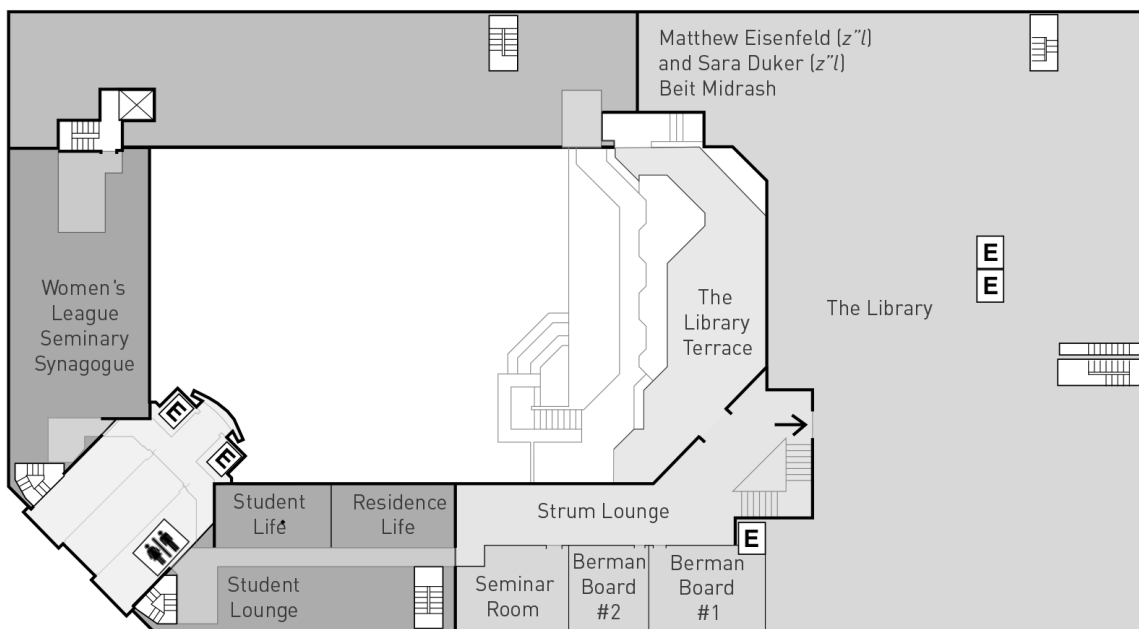 Matthew Eisenfeld (z"l)
and Sara Duker (z"l)
Beit Midrash
Women's
League
Seminary
Synagogue
The
Library
Terrace
The Library
E
E
E
E
Student
Life
Residence
Life
Strum Lounge
E
Student
Lounge
Seminar
Room
Berman
Board
#2
Berman
Board
#1